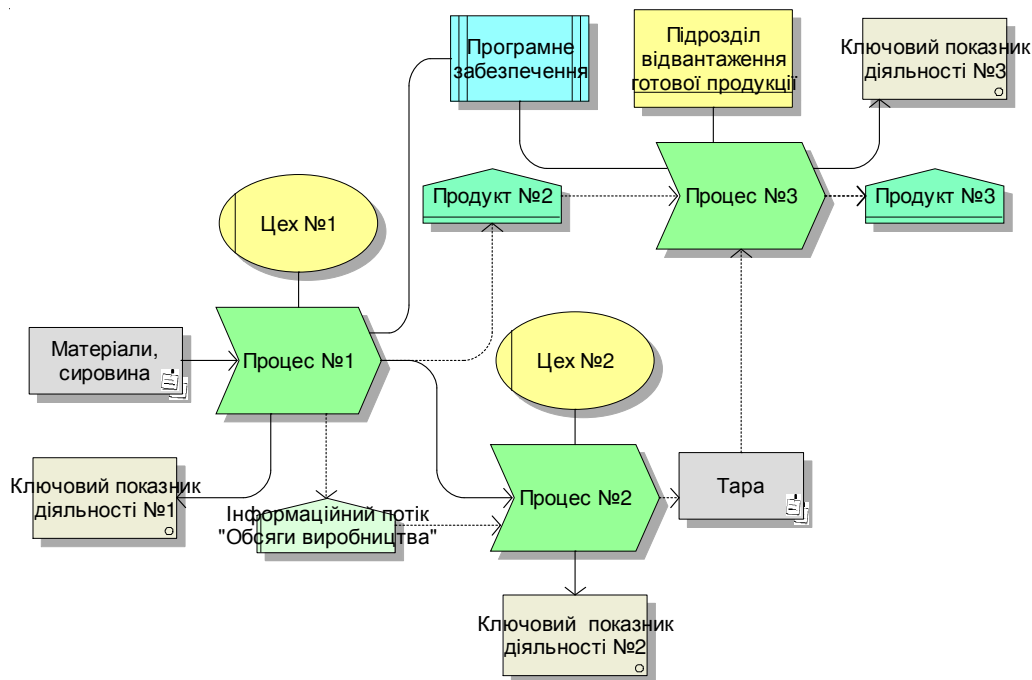 Програмне
забезпечення
Підрозділ
відвантаження
готової продукції
Ключовий показник
діяльності №3
Продукт №2
Процес №3
Продукт №3
Цех №1
Матеріали,
сировина
Процес №1
Цех №2
Ключовий показник
діяльності №1
Інформаційний потік
"Обсяги виробництва"
Процес №2
Тара
Ключовий показник
діяльності №2